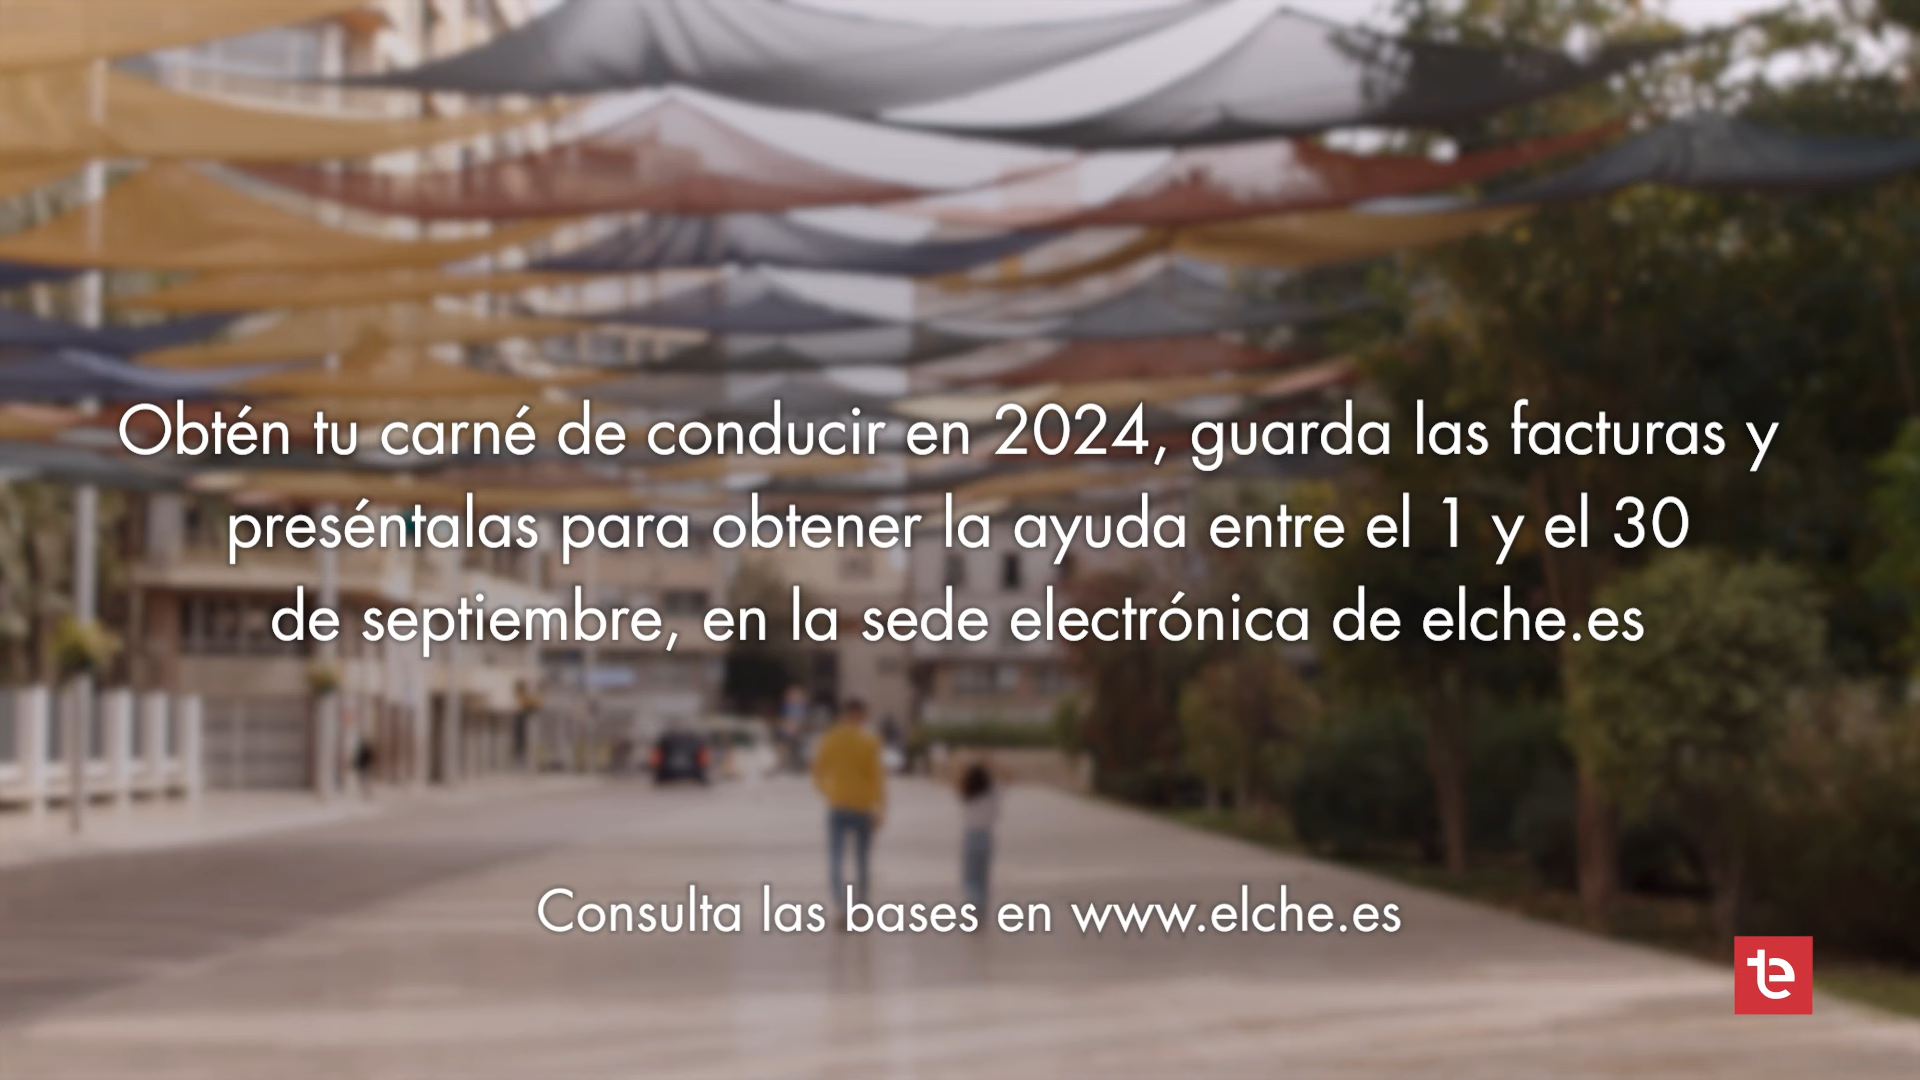 Obtén tu carné de conducir en 2024, guarda las facturas y
preséntalas para obtener la ayuda entre el 1 y el 30
de septiembre, en la sede electrónica de elche.es
Consulta las bases en www.elche.es
te